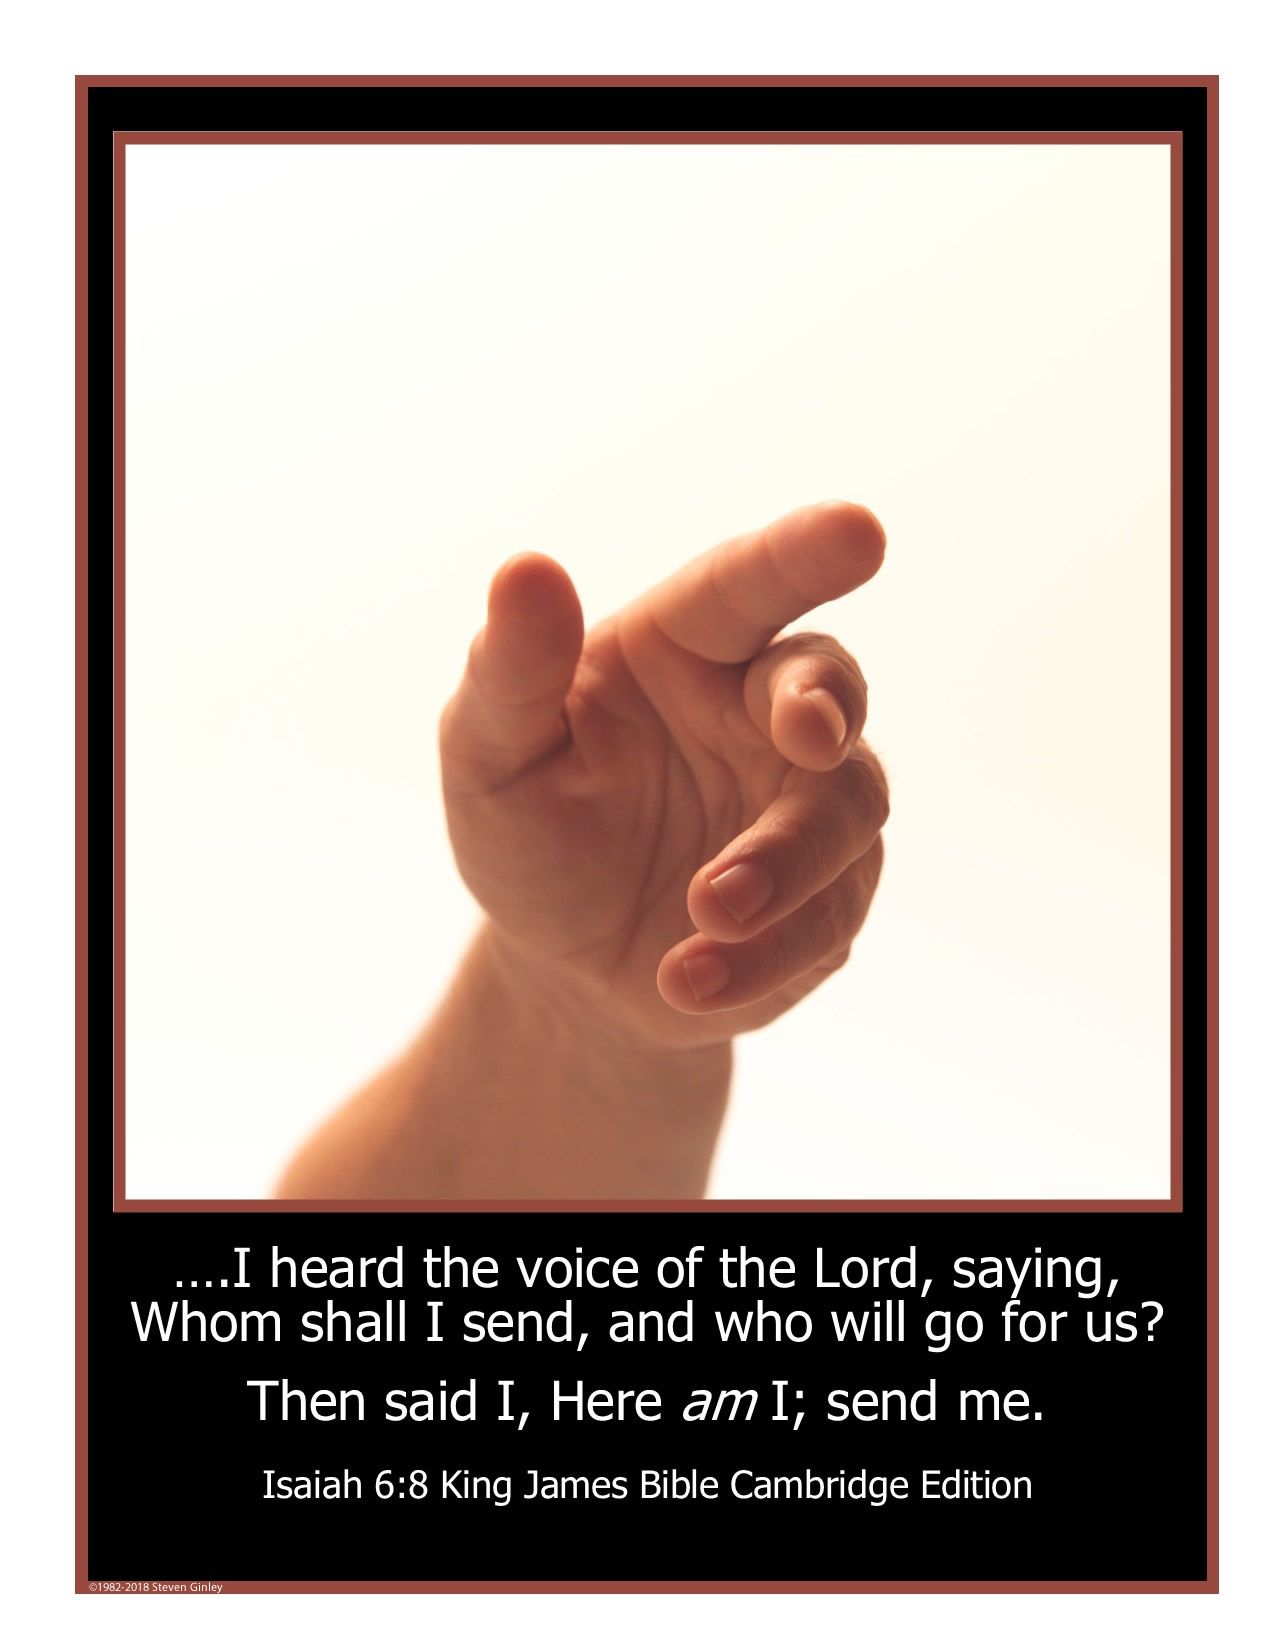 ....I heard the voice of the Lord, saying,
Whom shall I send, and who will go for us?
Then said I, Here am I; send me.
Isaiah 6:8 King James Bible Cambridge Edition
©1982-2018 Steven Ginley